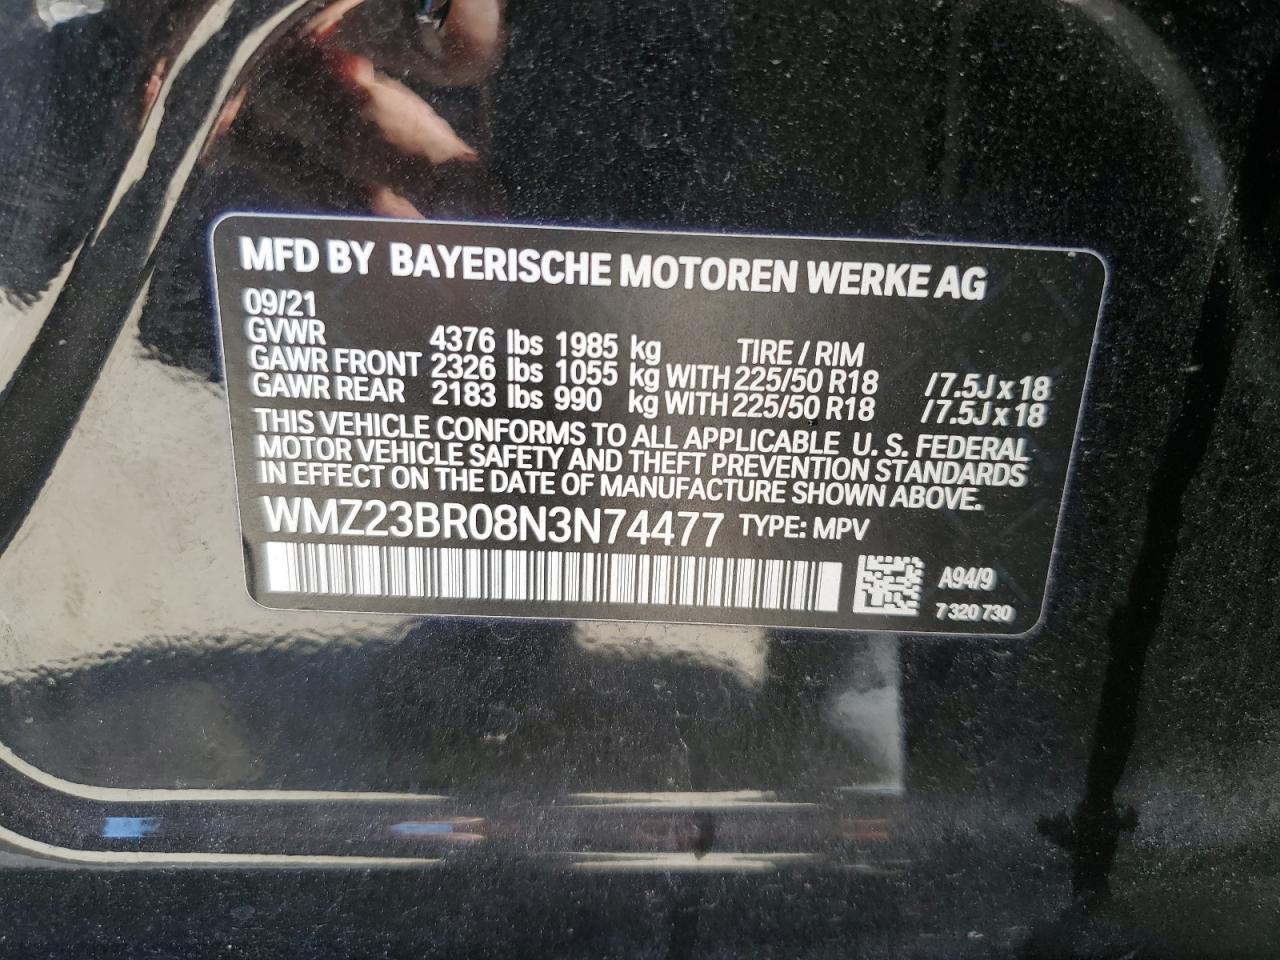 MFD BY BAYERISCHE MOTOREN WERKE AG
09/21
GVWR 4376 lbs 1985 kg TIRE / RIM
GAWR FRONT 2326 lbs 1055 kg WITH 225/50 R18 /7.5J x 18
GAWR REAR 2183 lbs 990 kg WITH 225/50 R18 /7.5J x 18
THIS VEHICLE CONFORMS TO ALL APPLICABLE U. S. FEDERAL
MOTOR VEHICLE SAFETY AND THEFT PREVENTION STANDARDS
IN EFFECT ON THE DATE OF MANUFACTURE SHOWN ABOVE.
WMZ23BR08N3N74477 TYPE: MPV
A94/9
7 320 730